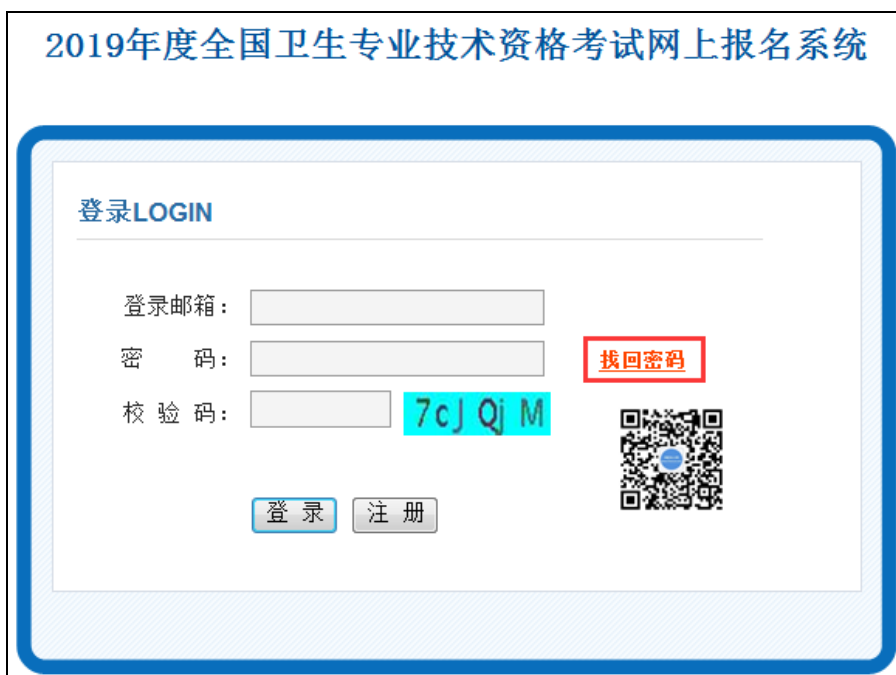 2019年度全国卫生专业技术资格考试网上报名系统
登录LOGIN
登录邮箱：
密 码： 找回密码
校 验 码： 7cJQjM
登 录 注 册